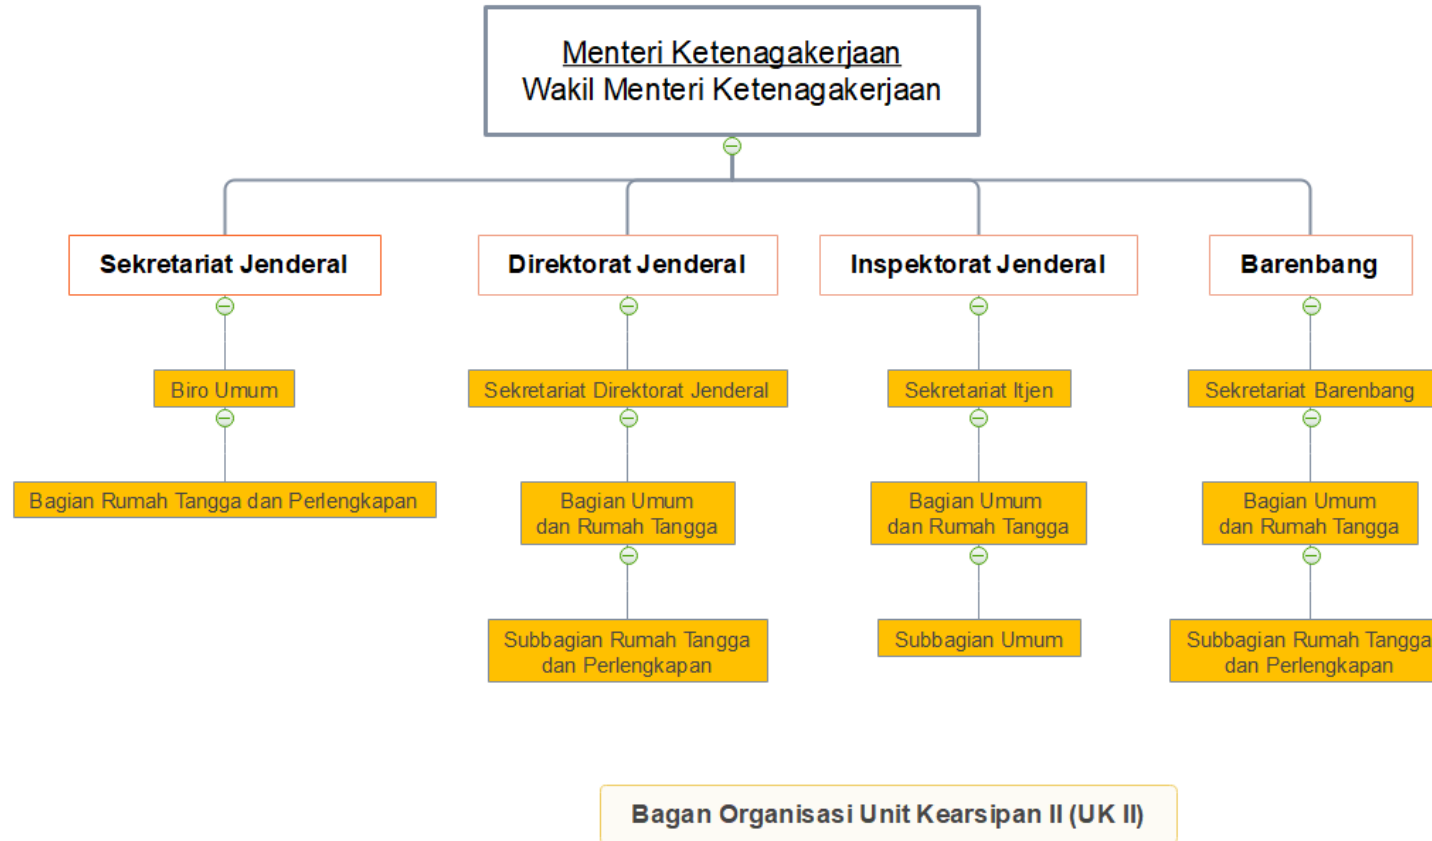 Menteri Ketenagakerjaan
Wakil Menteri Ketenagakerjaan
Sekretariat Jenderal
Direktorat Jenderal
Inspektorat Jenderal
Barenbang
Biro Umum
Sekretariat Direktorat Jenderal
Sekretariat Itjen
Sekretariat Barenbang
Bagian Rumah Tangga dan Perlengkapan
Bagian Umum
dan Rumah Tangga
Bagian Umum
dan Rumah Tangga
Bagian Umum
dan Rumah Tangga
Subbagian Rumah Tangga
dan Perlengkapan
Subbagian Umum
Subbagian Rumah Tangga
dan Perlengkapan
Bagan Organisasi Unit Kearsipan II (UK II)